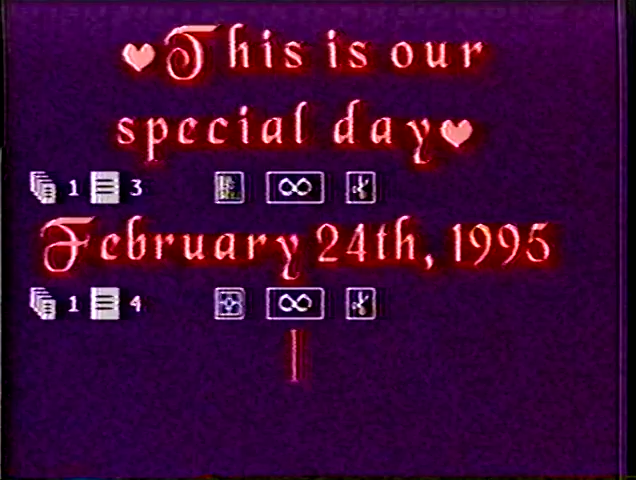 ♥This is our
special day♥
1 3 ∞
February 24th, 1995
1 4 ∞